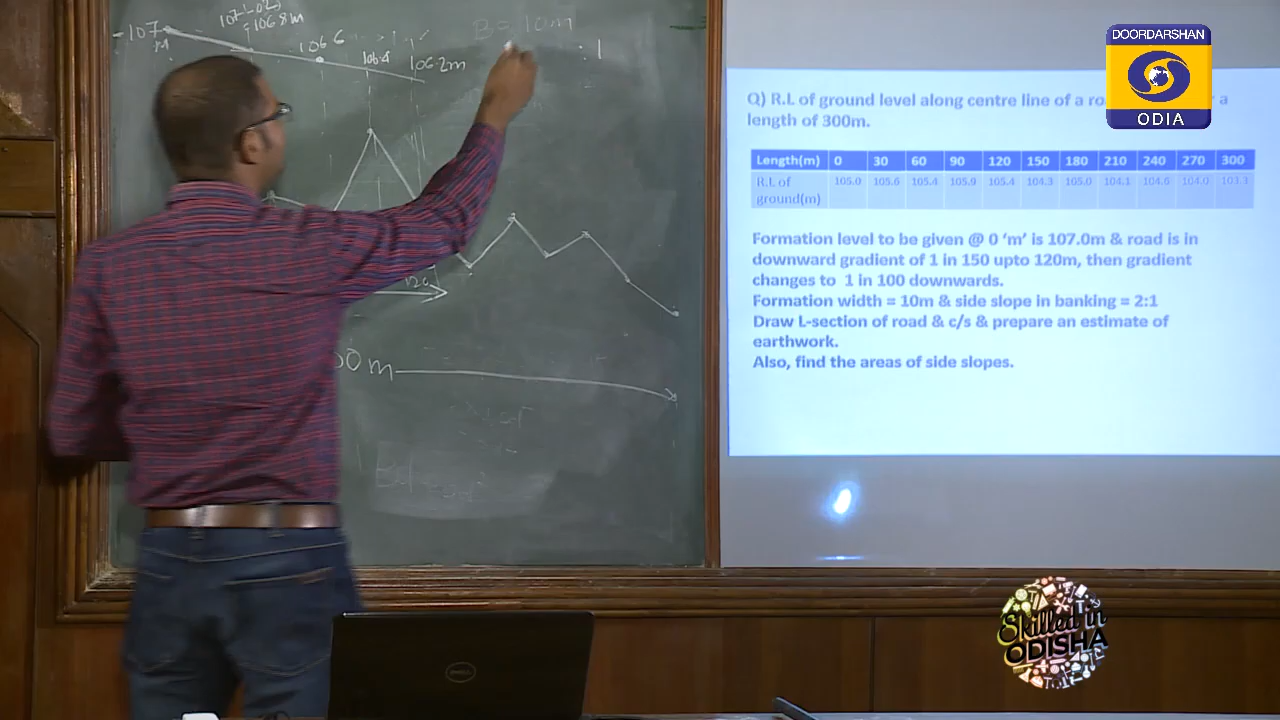 107
106.8m
106.6
106.4
106.2m
B = 10m
: 1
120
0 m
DOORDARSHAN
ODIA
Q) R.L of ground level along centre line of a ro a
length of 300m.
Length(m) 0 30 60 90 120 150 180 210 240 270 300
R.L of ground(m) 105.0 105.6 105.4 105.9 105.4 104.3 105.0 104.1 104.6 104.0 103.3
Formation level to be given @ 0 ‘m’ is 107.0m & road is in
downward gradient of 1 in 150 upto 120m, then gradient
changes to 1 in 100 downwards.
Formation width = 10m & side slope in banking = 2:1
Draw L-section of road & c/s & prepare an estimate of
earthwork.
Also, find the areas of side slopes.
DELL
Skilled in
ODISHA